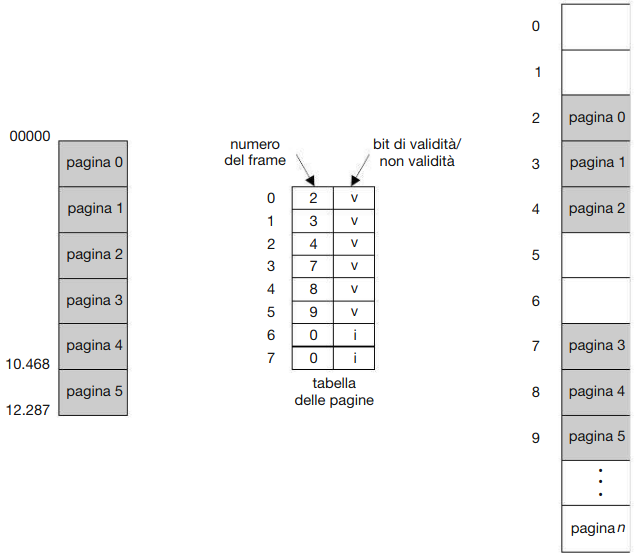 00000
pagina 0
pagina 1
pagina 2
pagina 3
pagina 4
10.468
pagina 5
12.287
numero
del frame
bit di validità/
non validità
0 2 v
1 3 v
2 4 v
3 7 v
4 8 v
5 9 v
6 0 i
7 0 i
tabella
delle pagine
0
1
2 pagina 0
3 pagina 1
4 pagina 2
5
6
7 pagina 3
8 pagina 4
9 pagina 5
pagina n